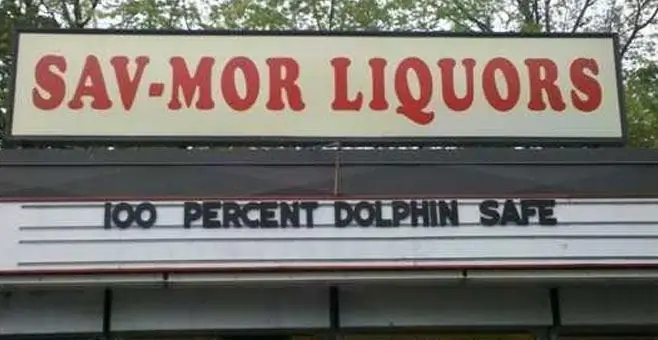 SAV-MOR LIQUORS
100 PERCENT DOLPHIN SAFE